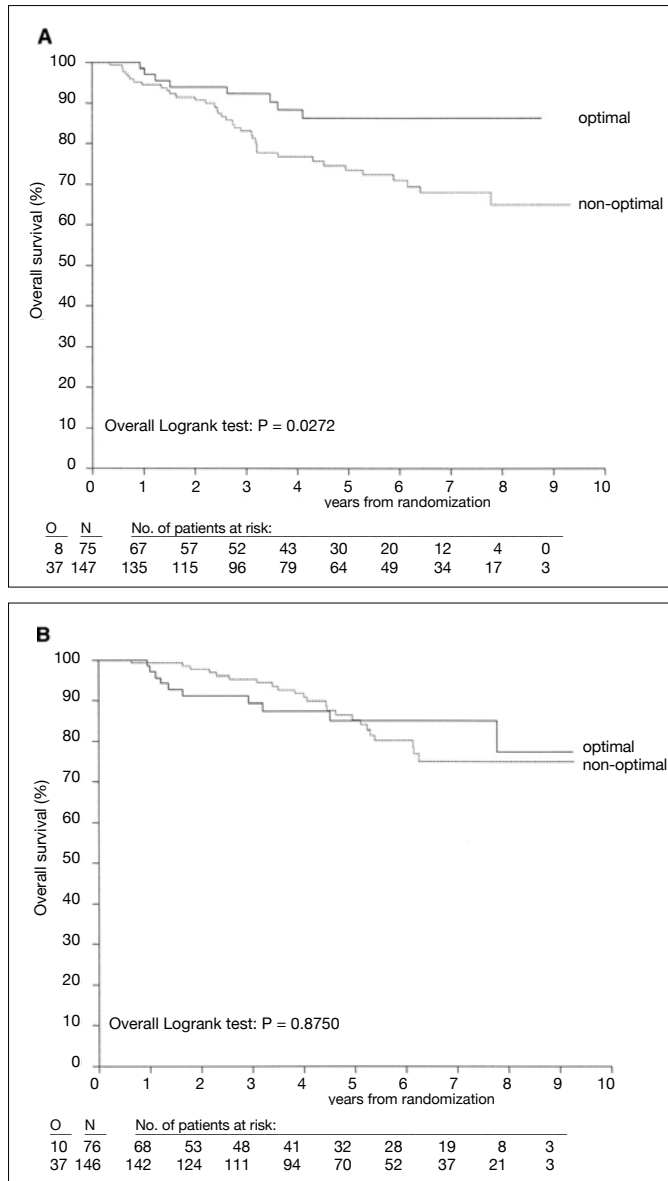 A
100
90
80
70
60
50
40
30
20
10
0
Overall survival (%)
optimal
non-optimal
Overall Logrank test: P = 0.0272
0 1 2 3 4 5 6 7 8 9 10
years from randomization
O N No. of patients at risk:
8 75 67 57 52 43 30 20 12 4 0
37 147 135 115 96 79 64 49 34 17 3
B
100
90
80
70
60
50
40
30
20
10
0
Overall survival (%)
optimal
non-optimal
Overall Logrank test: P = 0.8750
0 1 2 3 4 5 6 7 8 9 10
years from randomization
O N No. of patients at risk:
10 76 68 53 48 41 32 28 19 8 3
37 146 142 124 111 94 70 52 37 21 3